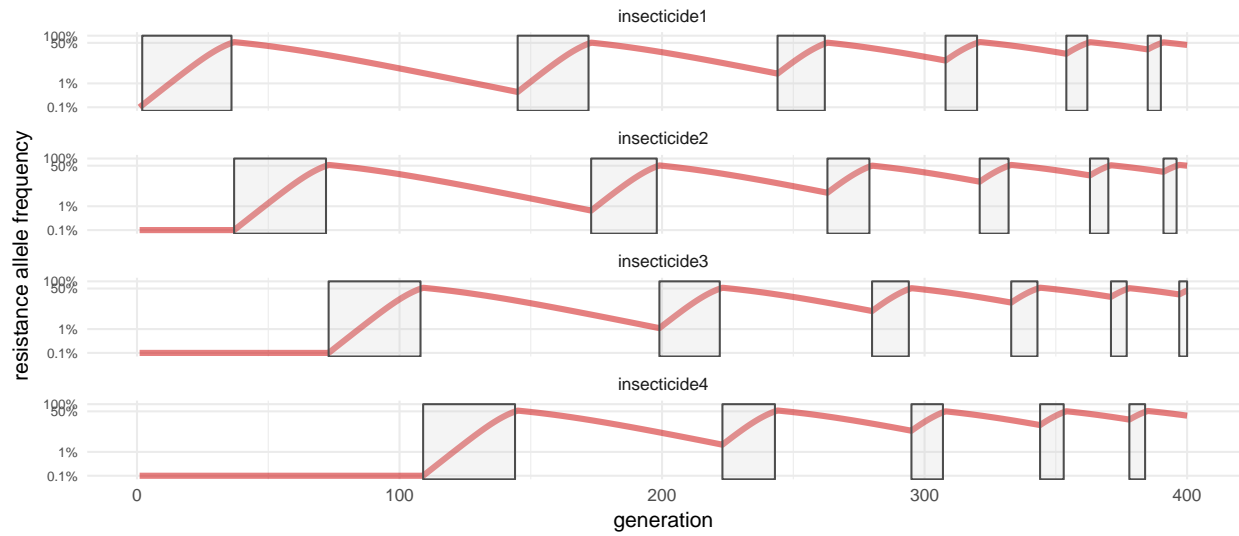 insecticide1
100%
50%
1%
0.1%
insecticide2
100%
50%
1%
0.1%
insecticide3
100%
50%
1%
0.1%
insecticide4
100%
50%
1%
0.1%
0 100 200 300 400
generation
resistance allele frequency